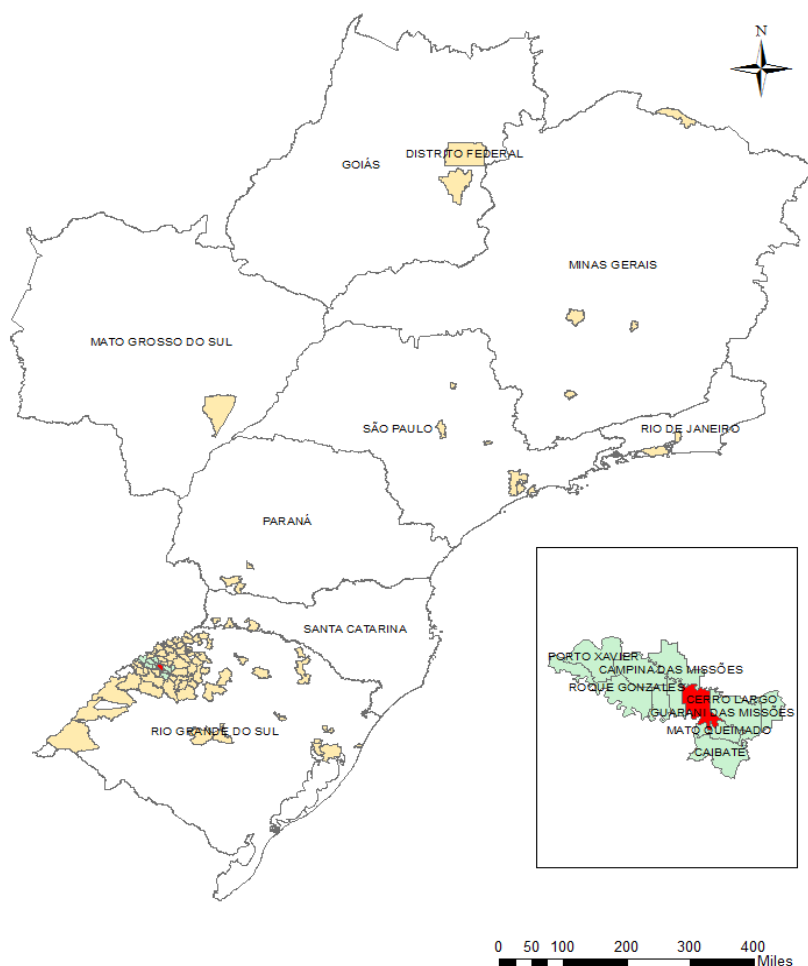 N
DISTRITO FEDERAL
GOIÁS
MINAS GERAIS
MATO GROSSO DO SUL
SÃO PAULO
RIO DE JANEIRO
PARANÁ
SANTA CATARINA
RIO GRANDE DO SUL
PORTO XAVIER
CAMPINA DAS MISSÕES
ROQUE GONZALES
CERRO LARGO
GUARANI DAS MISSÕES
MATO QUEIMADO
CAIBATE
0 50 100 200 300 400
Miles